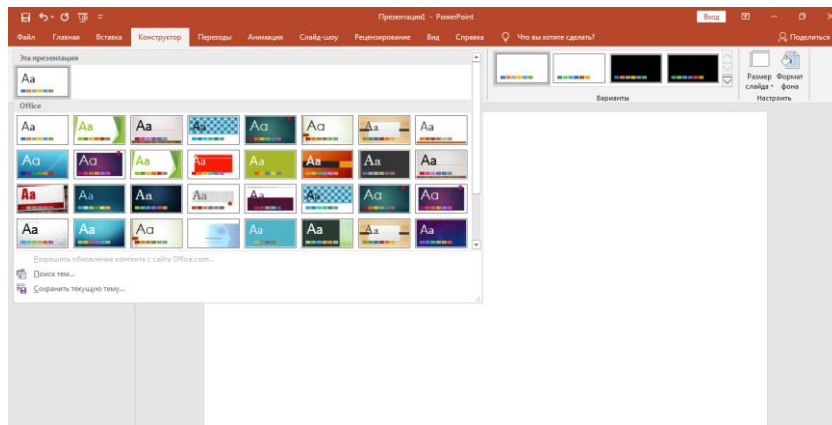 Презентация1 - PowerPoint
Вход
Файл Главная Вставка Конструктор Переходы Анимация Слайд-шоу Рецензирование Вид Справка Что вы хотите сделать? Поделиться
Эта презентация
Aa
Office
Aa Aa Aa Aa Aa Aa Aa Aa
Aa Aa Aa Aa Aa Aa Aa Aa
Aa Aa Aa Aa Aa Aa Aa Aa
Aa Aa Aa Aa Aa Aa Aa
Разрешить обновление контента с сайта Office.com...
Поиск тем...
Сохранить текущую тему...
Варианты
Размер слайда
Формат фона
Настроить